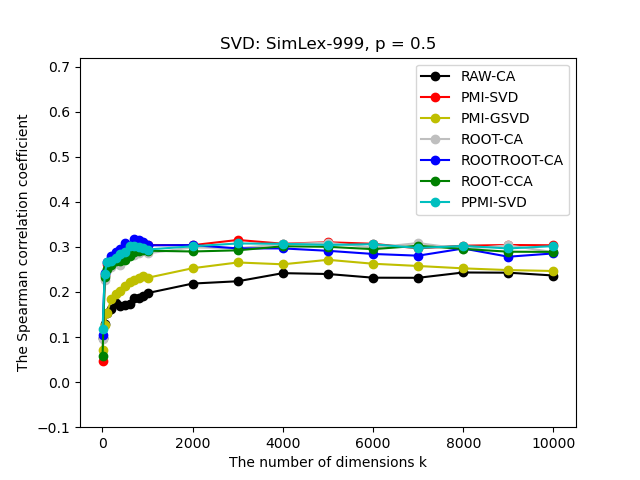 SVD: SimLex-999, p = 0.5
The Spearman correlation coefficient
0.7
0.6
0.5
0.4
0.3
0.2
0.1
0.0
−0.1
RAW-CA
PMI-SVD
PMI-GSVD
ROOT-CA
ROOTROOT-CA
ROOT-CCA
PPMI-SVD
0 2000 4000 6000 8000 10000
The number of dimensions k